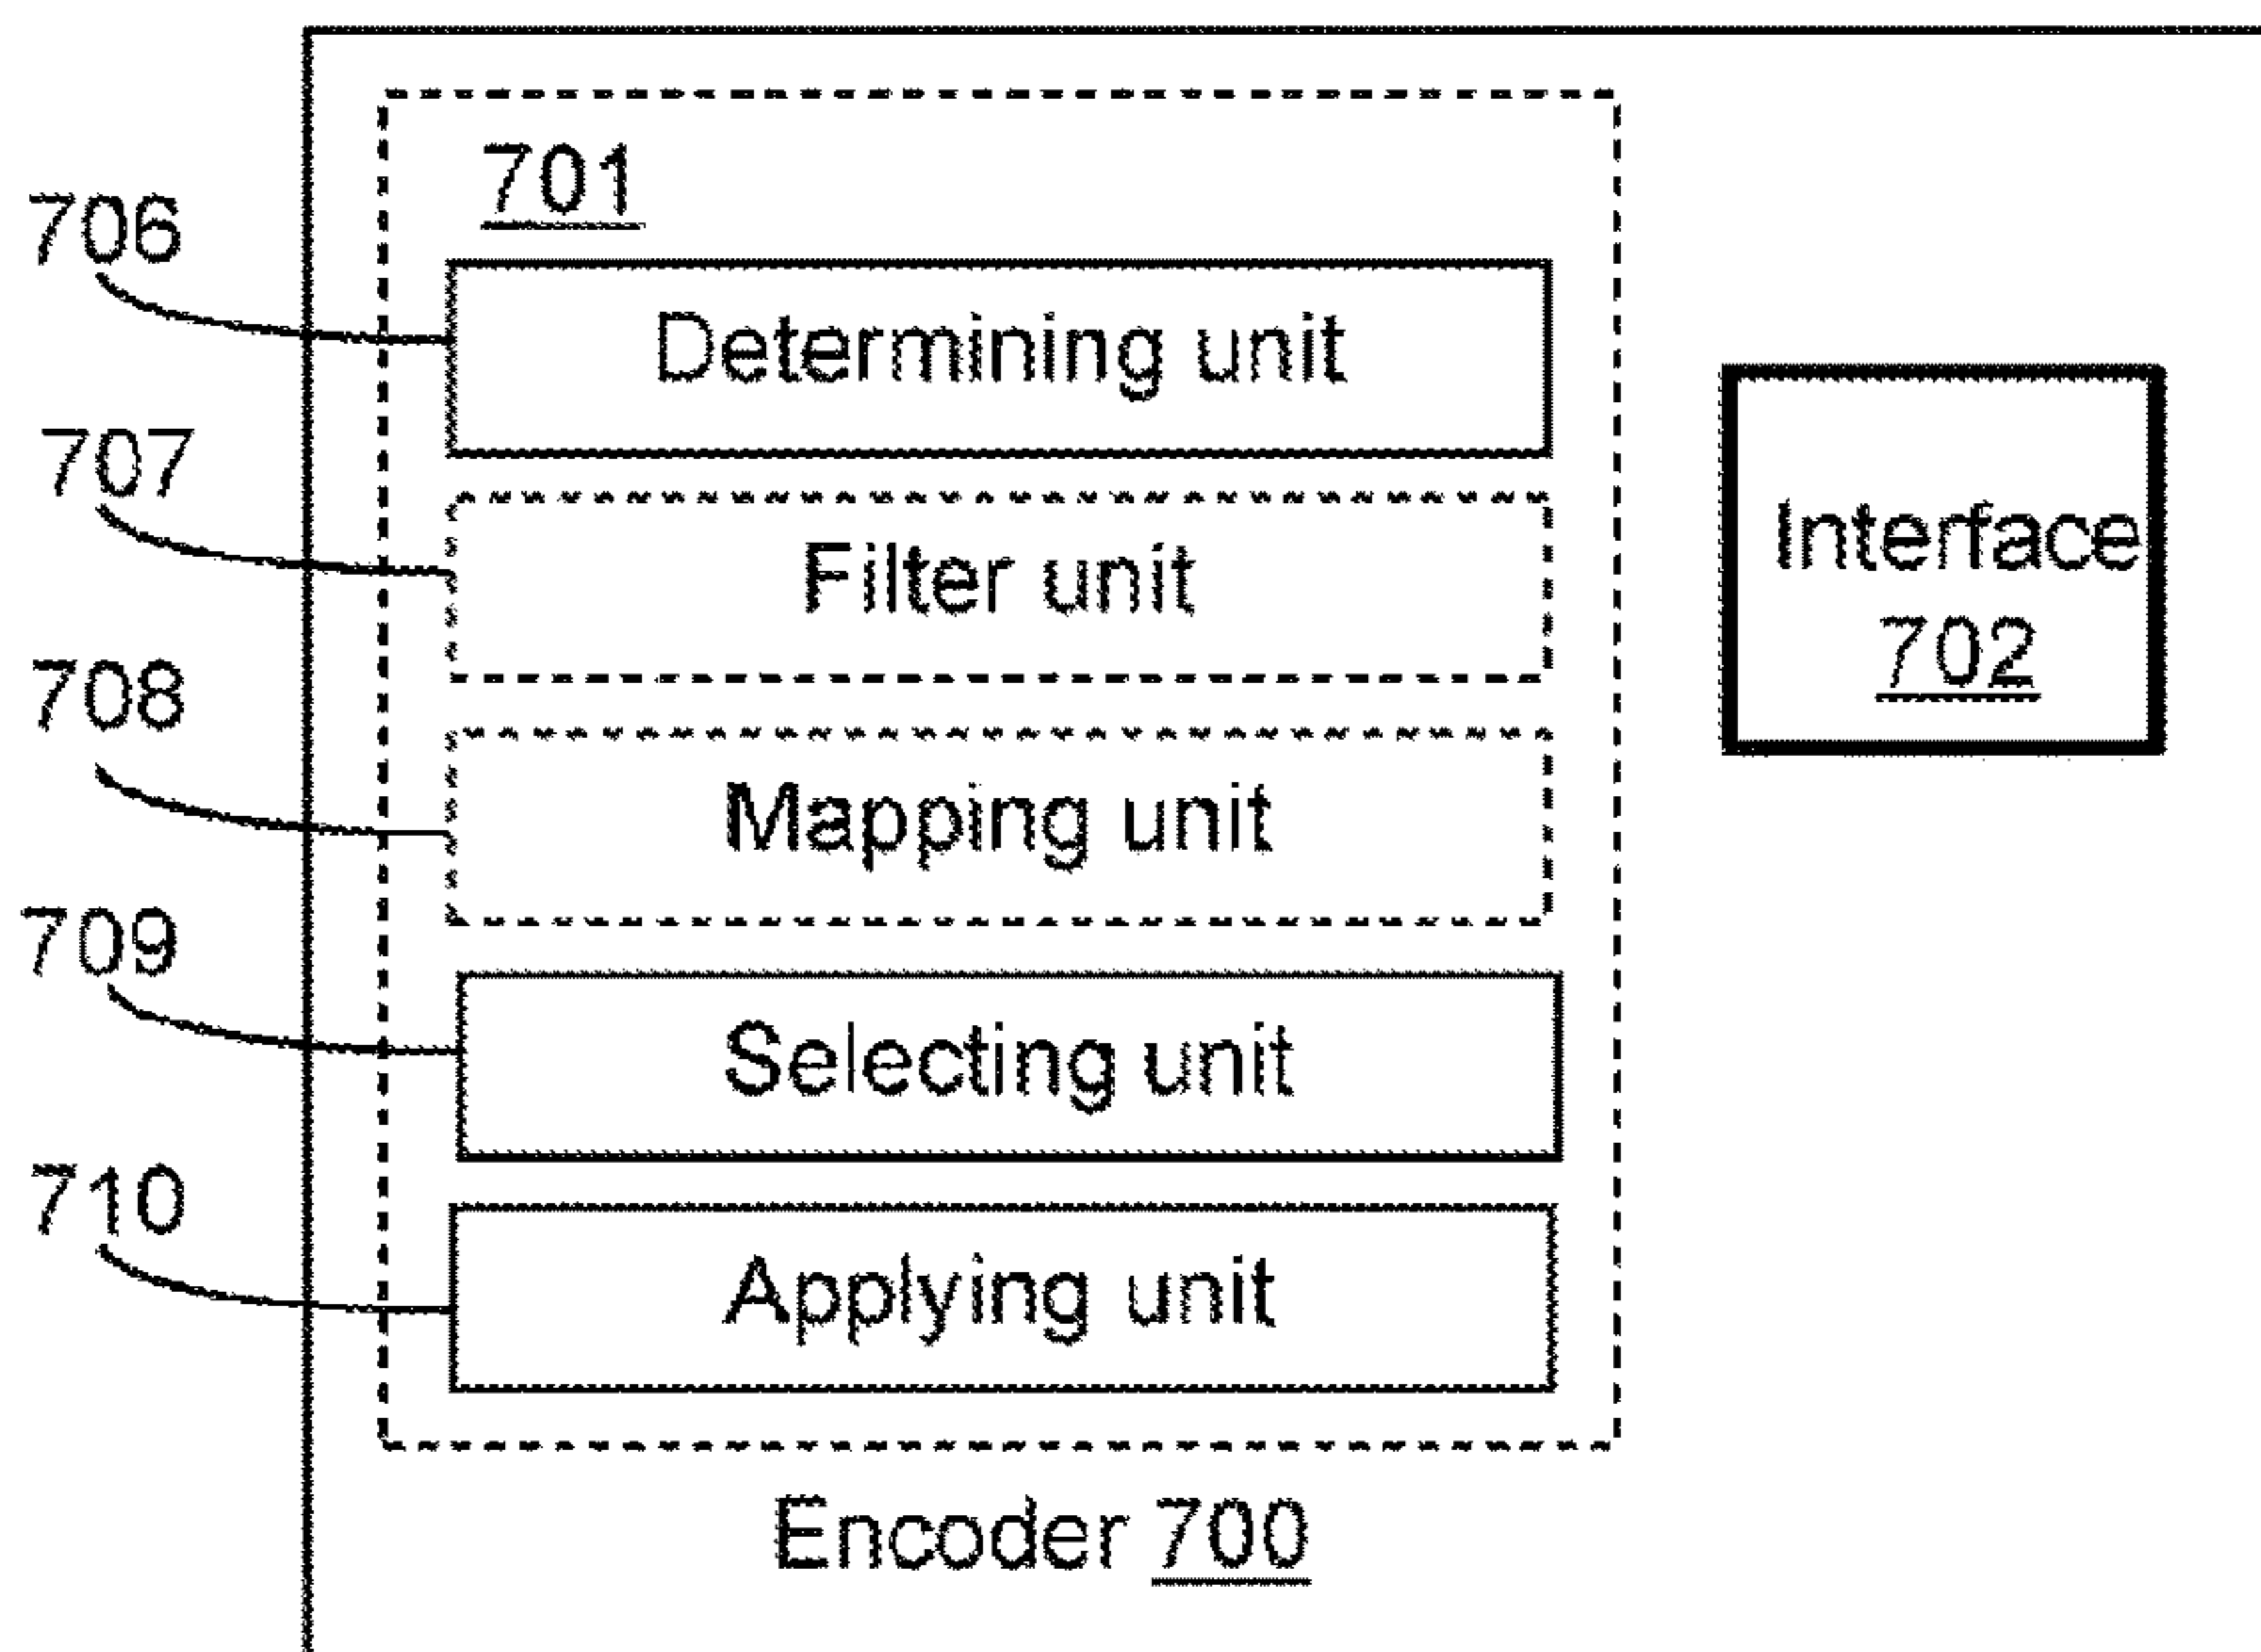 701
706
Determining unit
707
Filter unit
Interface
702
708
Mapping unit
709
Selecting unit
710
Applying unit
Encoder 700